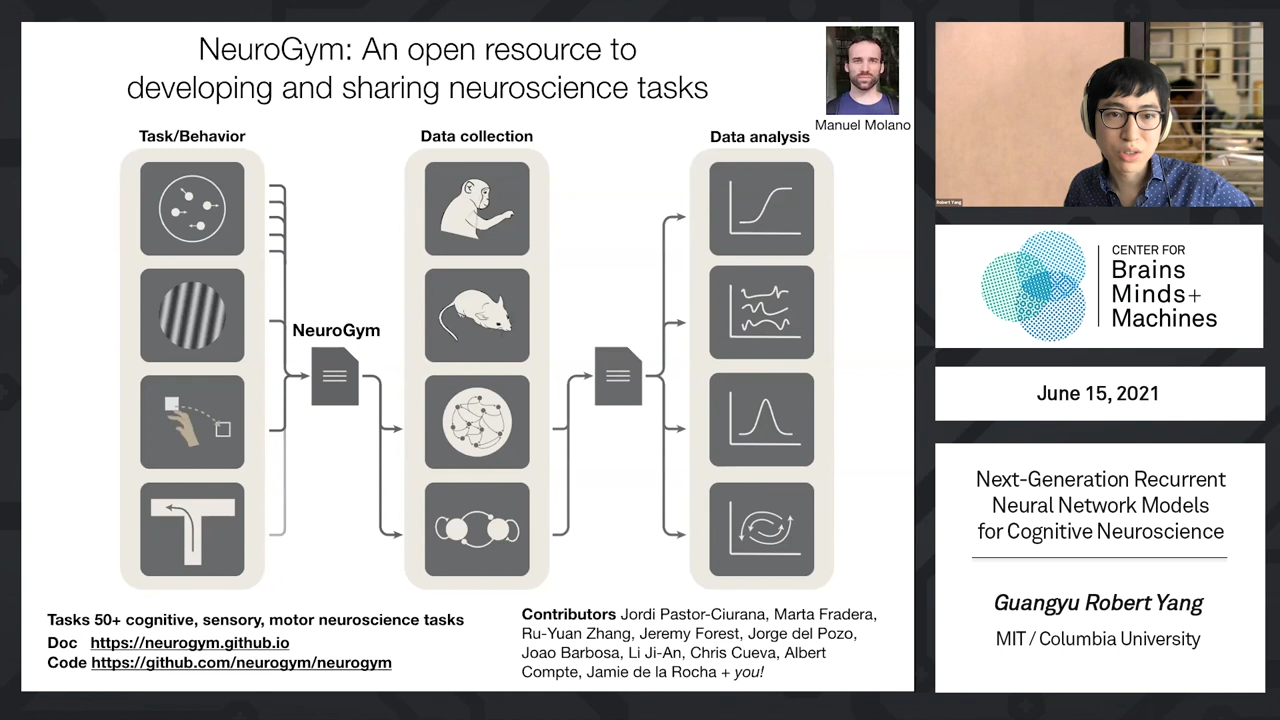 NeuroGym: An open resource to
developing and sharing neuroscience tasks
Manuel Molano
Task/Behavior
Data collection
Data analysis
NeuroGym
Tasks 50+ cognitive, sensory, motor neuroscience tasks
Doc https://neurogym.github.io
Code https://github.com/neurogym/neurogym
Contributors Jordi Pastor-Ciurana, Marta Fradera,
Ru-Yuan Zhang, Jeremy Forest, Jorge del Pozo,
Joao Barbosa, Li Ji-An, Chris Cueva, Albert
Compte, Jamie de la Rocha + you!
Robert Yang
CENTER FOR
Brains
Minds+
Machines
June 15, 2021
Next-Generation Recurrent
Neural Network Models
for Cognitive Neuroscience
Guangyu Robert Yang
MIT / Columbia University